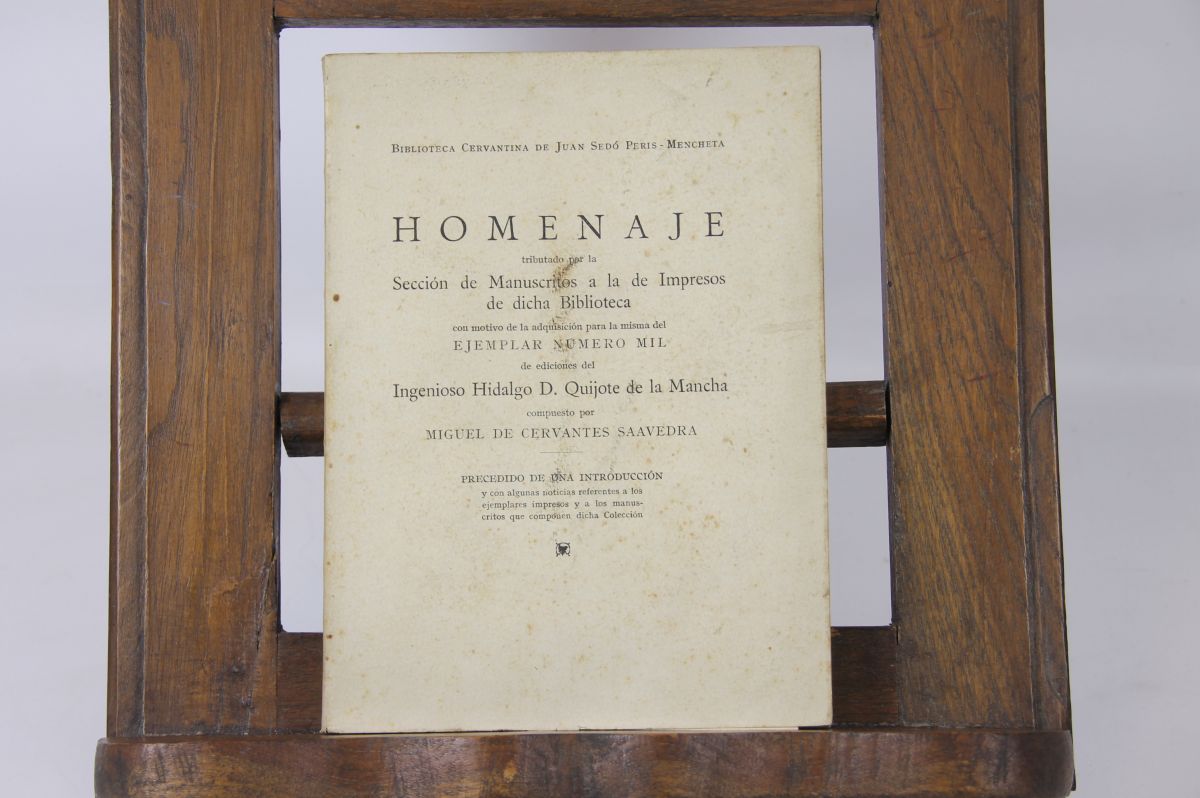 BIBLIOTECA CERVANTINA DE JUAN SEDÓ PERIS-MENCHETA
HOMENAJE
tributado por la
Sección de Manuscritos a la de Impresos
de dicha Biblioteca
con motivo de la adquisición para la misma del
EJEMPLAR NUMERO MIL
de ediciones del
Ingenioso Hidalgo D. Quijote de la Mancha
compuesto por
MIGUEL DE CERVANTES SAAVEDRA
PRECEDIDO DE UNA INTRODUCCIÓN
y con algunas noticias referentes a los
ejemplares impresos y a los manus-
critos que componen dicha Colección